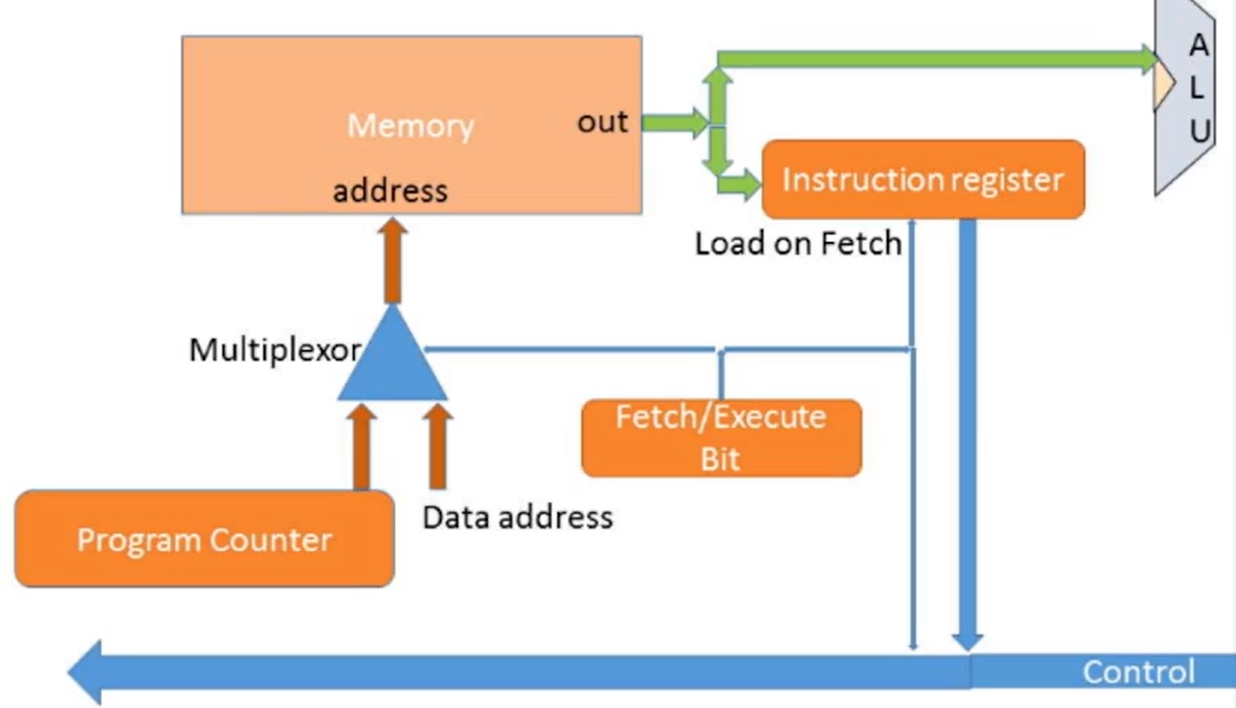 A
L
U
Memory
out
address
Instruction register
Load on Fetch
Multiplexor
Fetch/Execute
Bit
Data address
Program Counter
Control